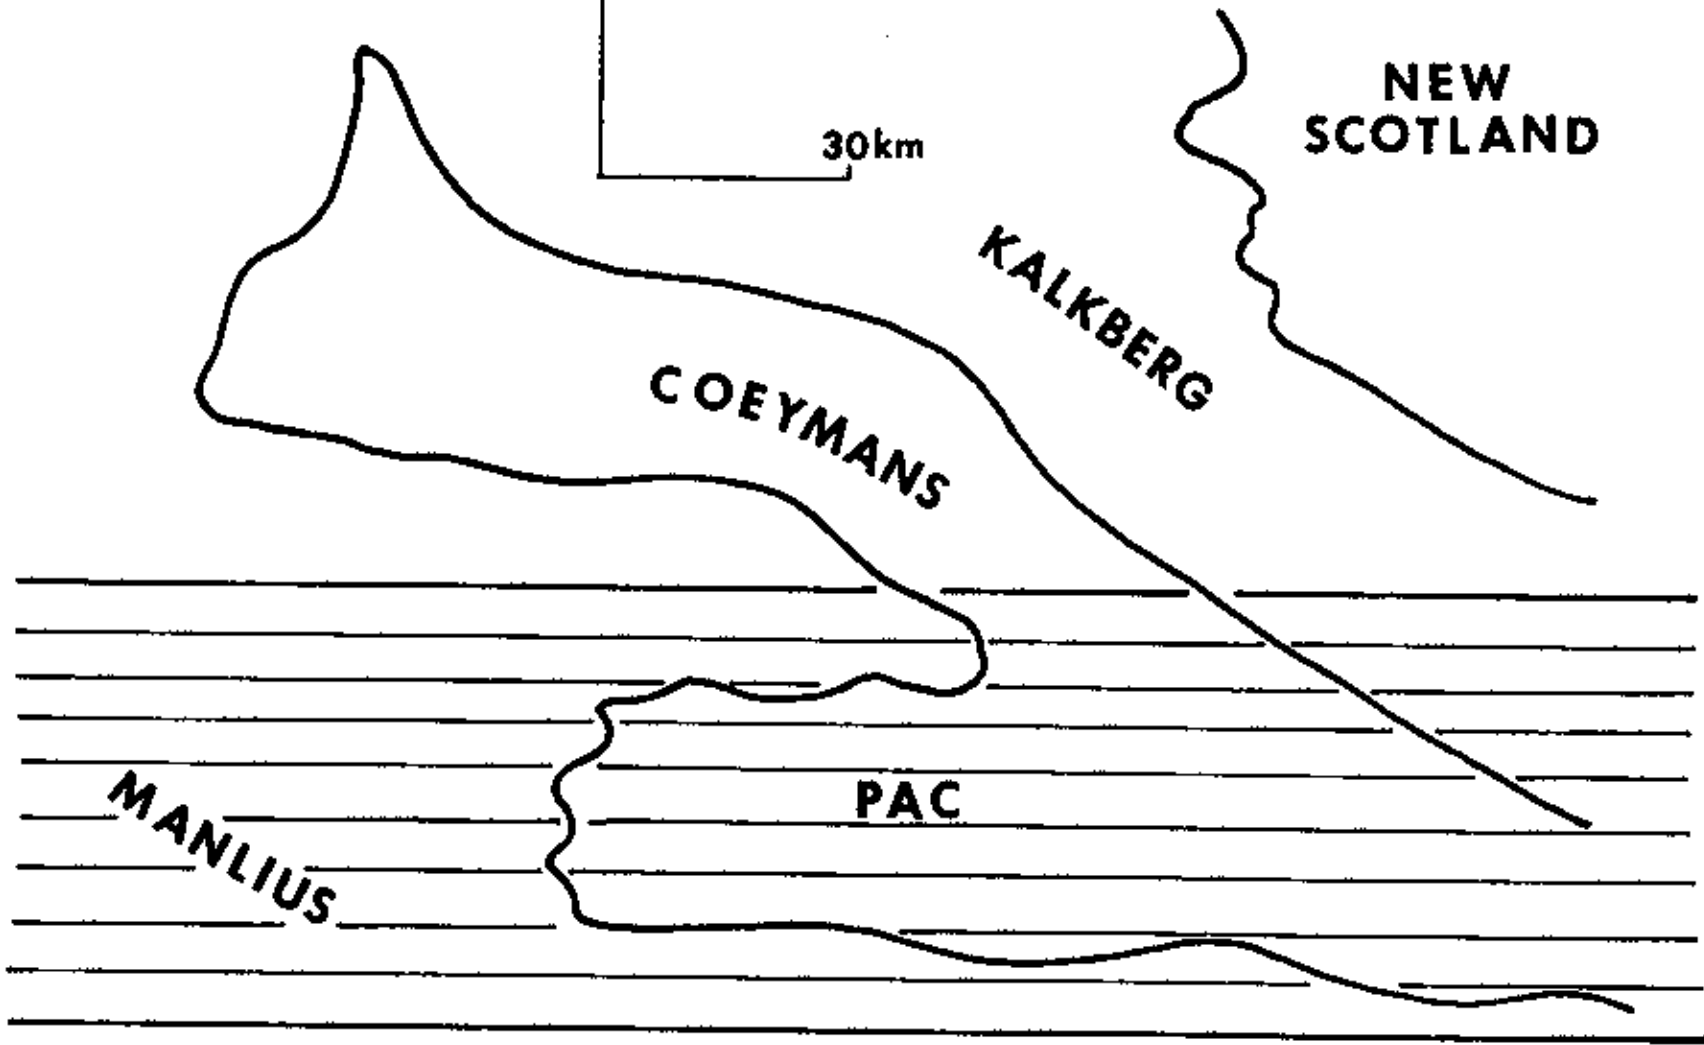 NEW
SCOTLAND
30km
KALKBERG
COEYMANS
PAC
MANLIUS